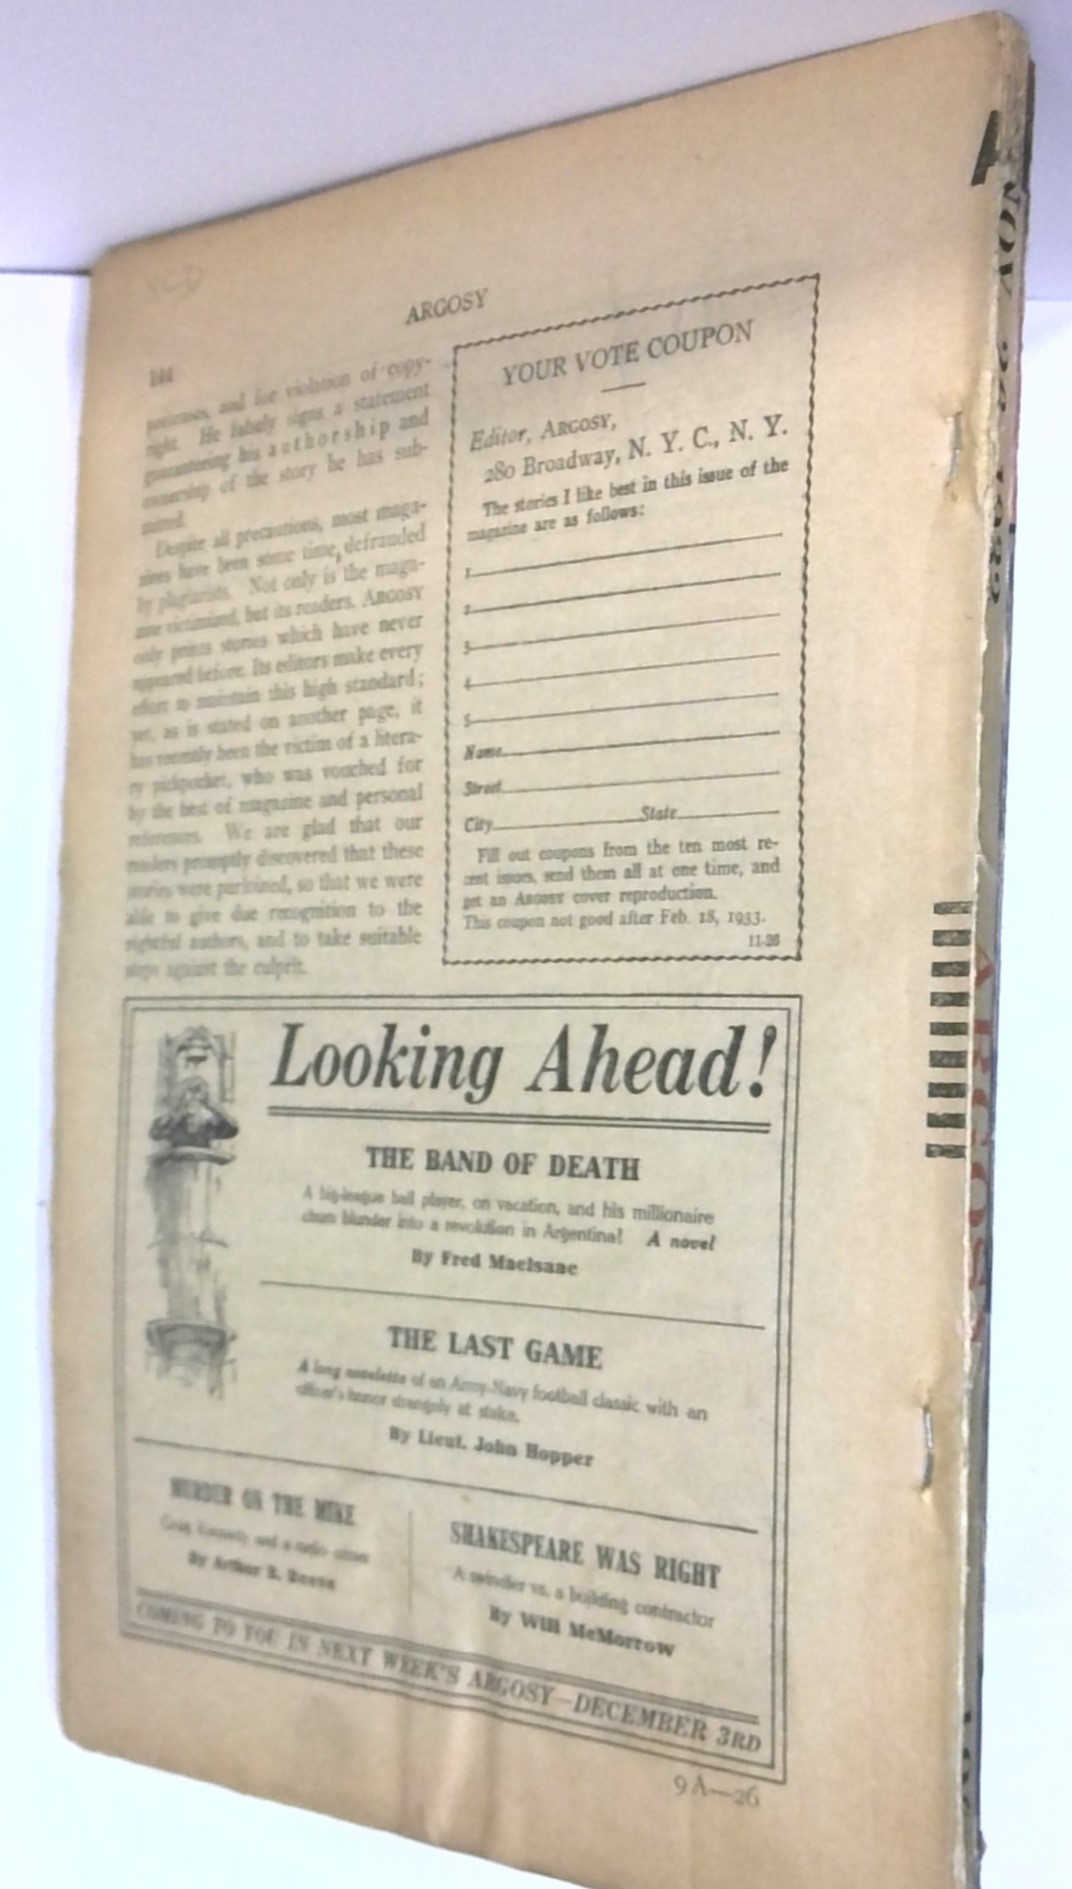 ARGOSY
144
pretenses, and for violation of copy-
right. He falsely signs a statement
guaranteeing his authorship and
ownership of the story he has sub-
mitted.
Despite all precautions, most maga-
zines have been some time, defrauded
by plagiarists. Not only is the maga-
zine victimized, but its readers. ARGOSY
only prints stories which have never
appeared before. Its editors make every
effort to maintain this high standard;
yet, as is stated on another page, it
has recently been the victim of a litera-
ry pickpocket, who was vouched for
by the best of magazine and personal
references. We are glad that our
readers promptly discovered that these
stories were purloined, so that we were
able to give due recognition to the
rightful authors, and to take suitable
steps against the culprit.
YOUR VOTE COUPON
Editor, ARGOSY,
280 Broadway, N. Y. C., N. Y.
The stories I like best in this issue of the
magazine are as follows:
1
2
3
4
5
Name
Street
City State
Fill out coupons from the ten most re-
cent issues, send them all at one time, and
get an ARGOSY cover reproduction.
This coupon not good after Feb. 18, 1933.
11-26
Looking Ahead!
THE BAND OF DEATH
A big-league ball player, on vacation, and his millionaire
chum blunder into a revolution in Argentina! A novel
By Fred MacIsaac
THE LAST GAME
A long novelette of an Army-Navy football classic with an
officer's honor strangely at stake.
By Lieut. John Hopper
MURDER ON THE MIKE
Craig Kennedy and a radio crime
By Arthur B. Reeve
SHAKESPEARE WAS RIGHT
A swindler vs. a building contractor
By Will McMorrow
COMING TO YOU IN NEXT WEEK'S ARGOSY—DECEMBER 3RD
9 A—26
NOV. 26
ARGOSY